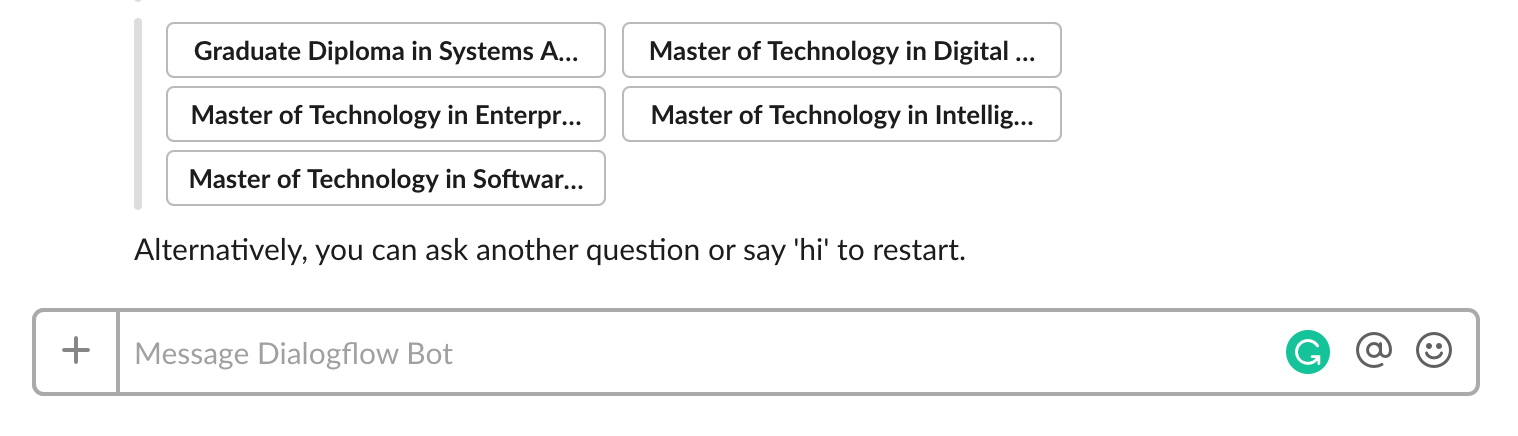 Graduate Diploma in Systems A...
Master of Technology in Digital ...
Master of Technology in Enterpr...
Master of Technology in Intellig...
Master of Technology in Softwar...
Alternatively, you can ask another question or say 'hi' to restart.
Message Dialogflow Bot